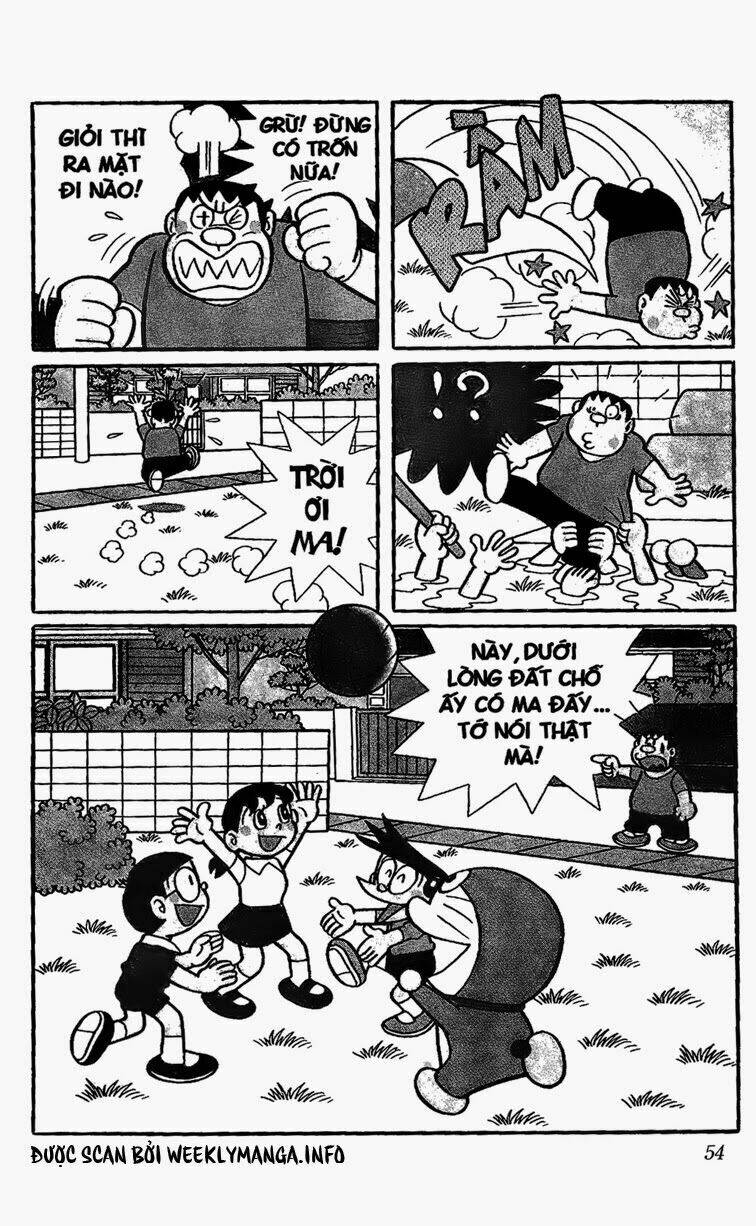 GIỎI THÌ
RA MẶT
ĐI NÀO!
GRỪ! ĐỪNG
CÓ TRỐN
NỮA!
RẦM
TRỜI
ƠI
MA!
!?
NÀY, DƯỚI
LÒNG ĐẤT CHỖ
ẤY CÓ MA ĐẤY...
TỚ NÓI THẬT
MÀ!
ĐƯỢC SCAN BỞI WEEKLYMANGA.INFO
54